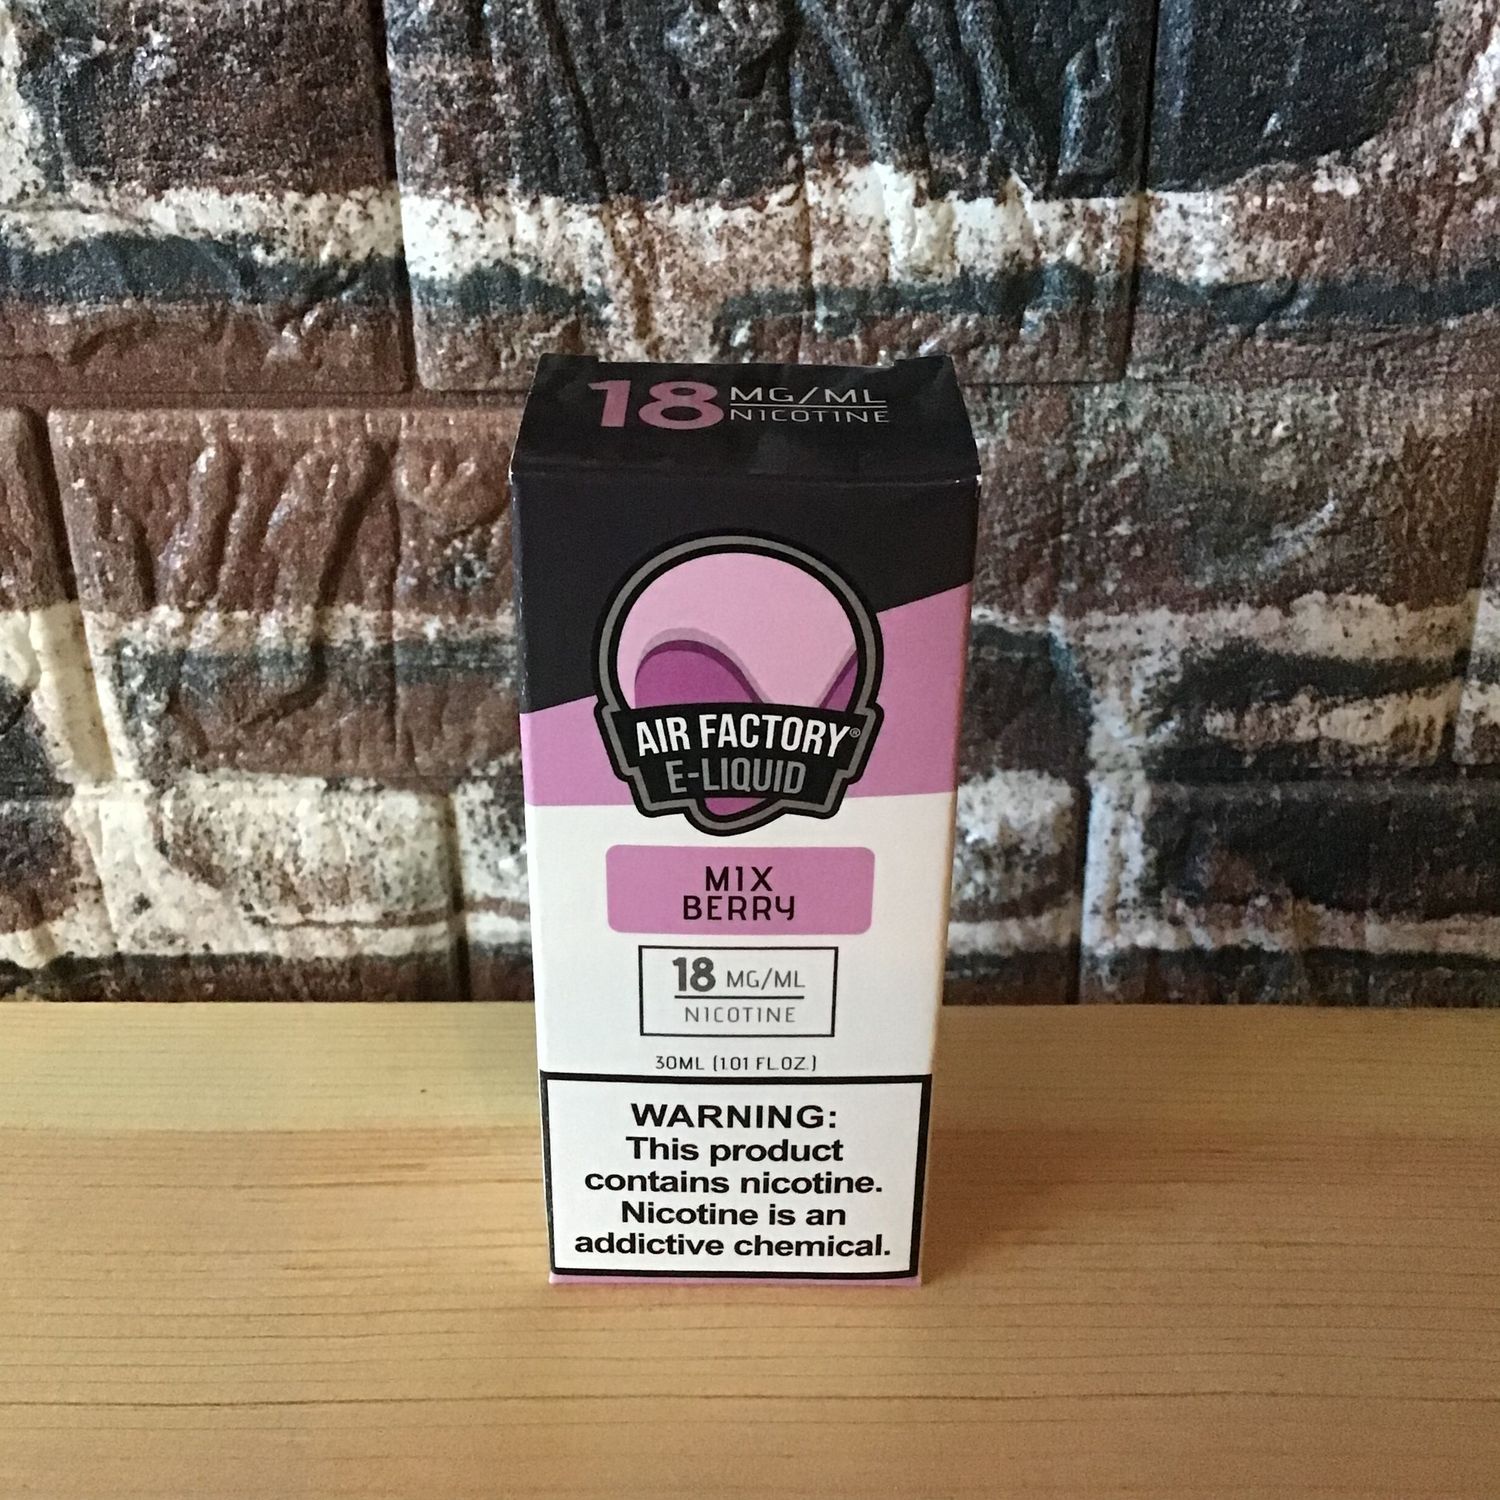 18 MG/ML
NICOTINE
AIR FACTORY®
E-LIQUID
MIX
BERRY
18 MG/ML
NICOTINE
30ML (1.01 FL.OZ.)
WARNING:
This product
contains nicotine.
Nicotine is an
addictive chemical.